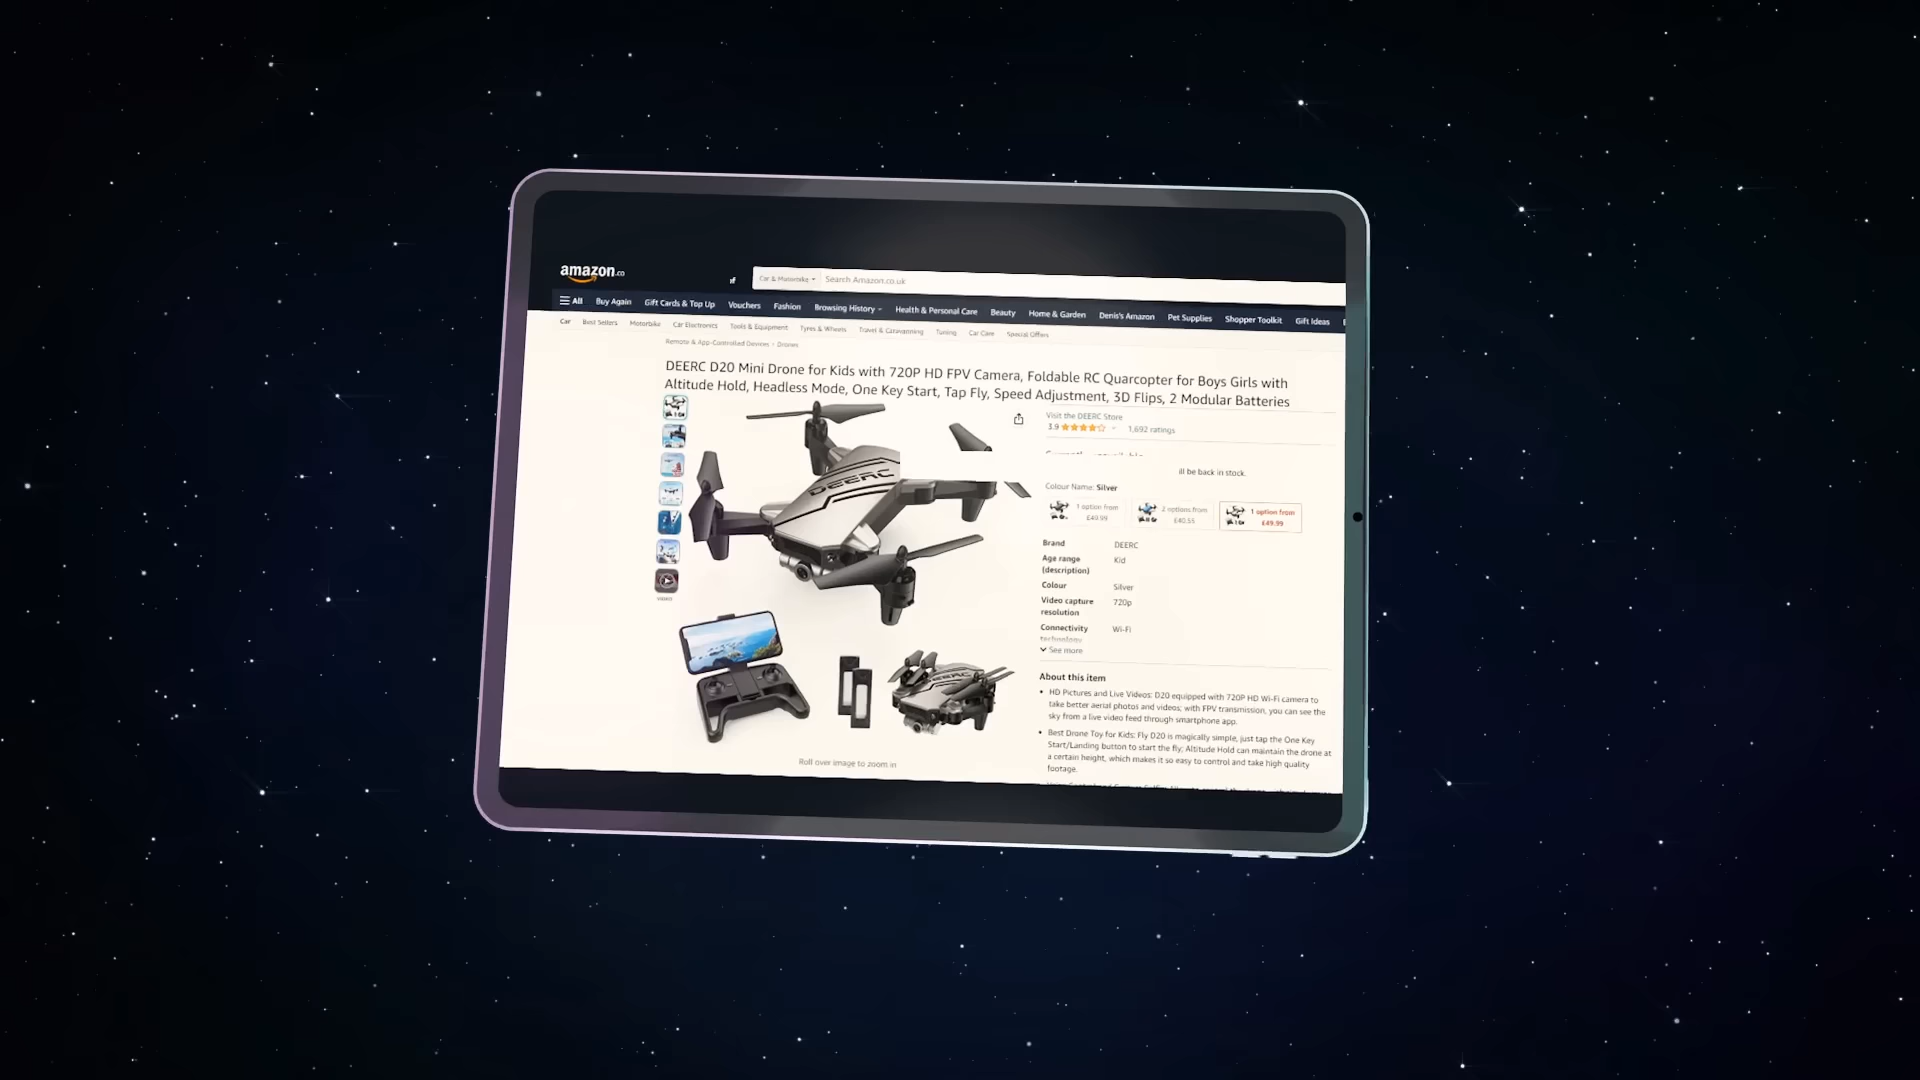 amazon.co
Car & Motorbike
Search Amazon.co.uk
All Buy Again Gift Cards & Top Up Vouchers Fashion Browsing History Health & Personal Care Beauty Home & Garden Denis's Amazon Pet Supplies Shopper Toolkit Gift Ideas
Car Best Sellers Motorbike Car Electronics Tools & Equipment Tyres & Wheels Travel & Caravanning Tuning Car Care Special Offers
Remote & App-Controlled Devices › Drones
DEERC D20 Mini Drone for Kids with 720P HD FPV Camera, Foldable RC Quarcopter for Boys Girls with
Altitude Hold, Headless Mode, One Key Start, Tap Fly, Speed Adjustment, 3D Flips, 2 Modular Batteries
Visit the DEERC Store
3.9 1,692 ratings
ill be back in stock.
Colour Name: Silver
1 option from
£49.99
2 options from
£40.55
1 option from
£49.99
Brand DEERC
Age range
(description) Kid
Colour Silver
Video capture
resolution 720p
Connectivity
technology Wi-Fi
See more
About this item
• HD Pictures and Live Videos: D20 equipped with 720P HD Wi-Fi camera to
take better aerial photos and videos; with FPV transmission, you can see the
sky from a live video feed through smartphone app.
• Best Drone Toy for Kids: Fly D20 is magically simple, just tap the One Key
Start/Landing button to start the fly; Altitude Hold can maintain the drone at
a certain height, which makes it so easy to control and take high quality
footage.
DEERC
DEERC
VIDEO
Roll over image to zoom in